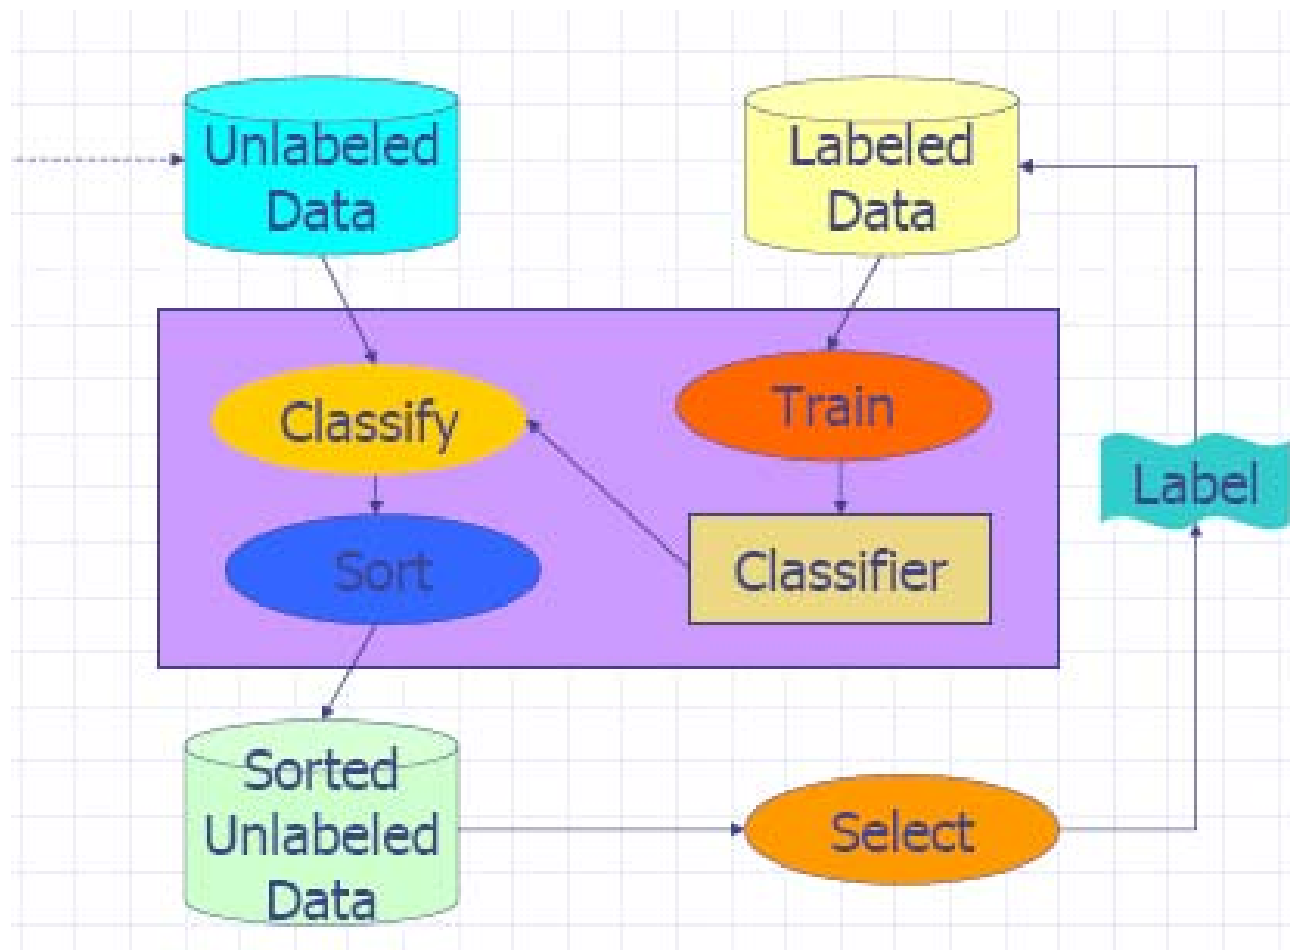 Unlabeled
Data
Labeled
Data
Classify
Train
Label
Sort
Classifier
Sorted
Unlabeled
Data
Select